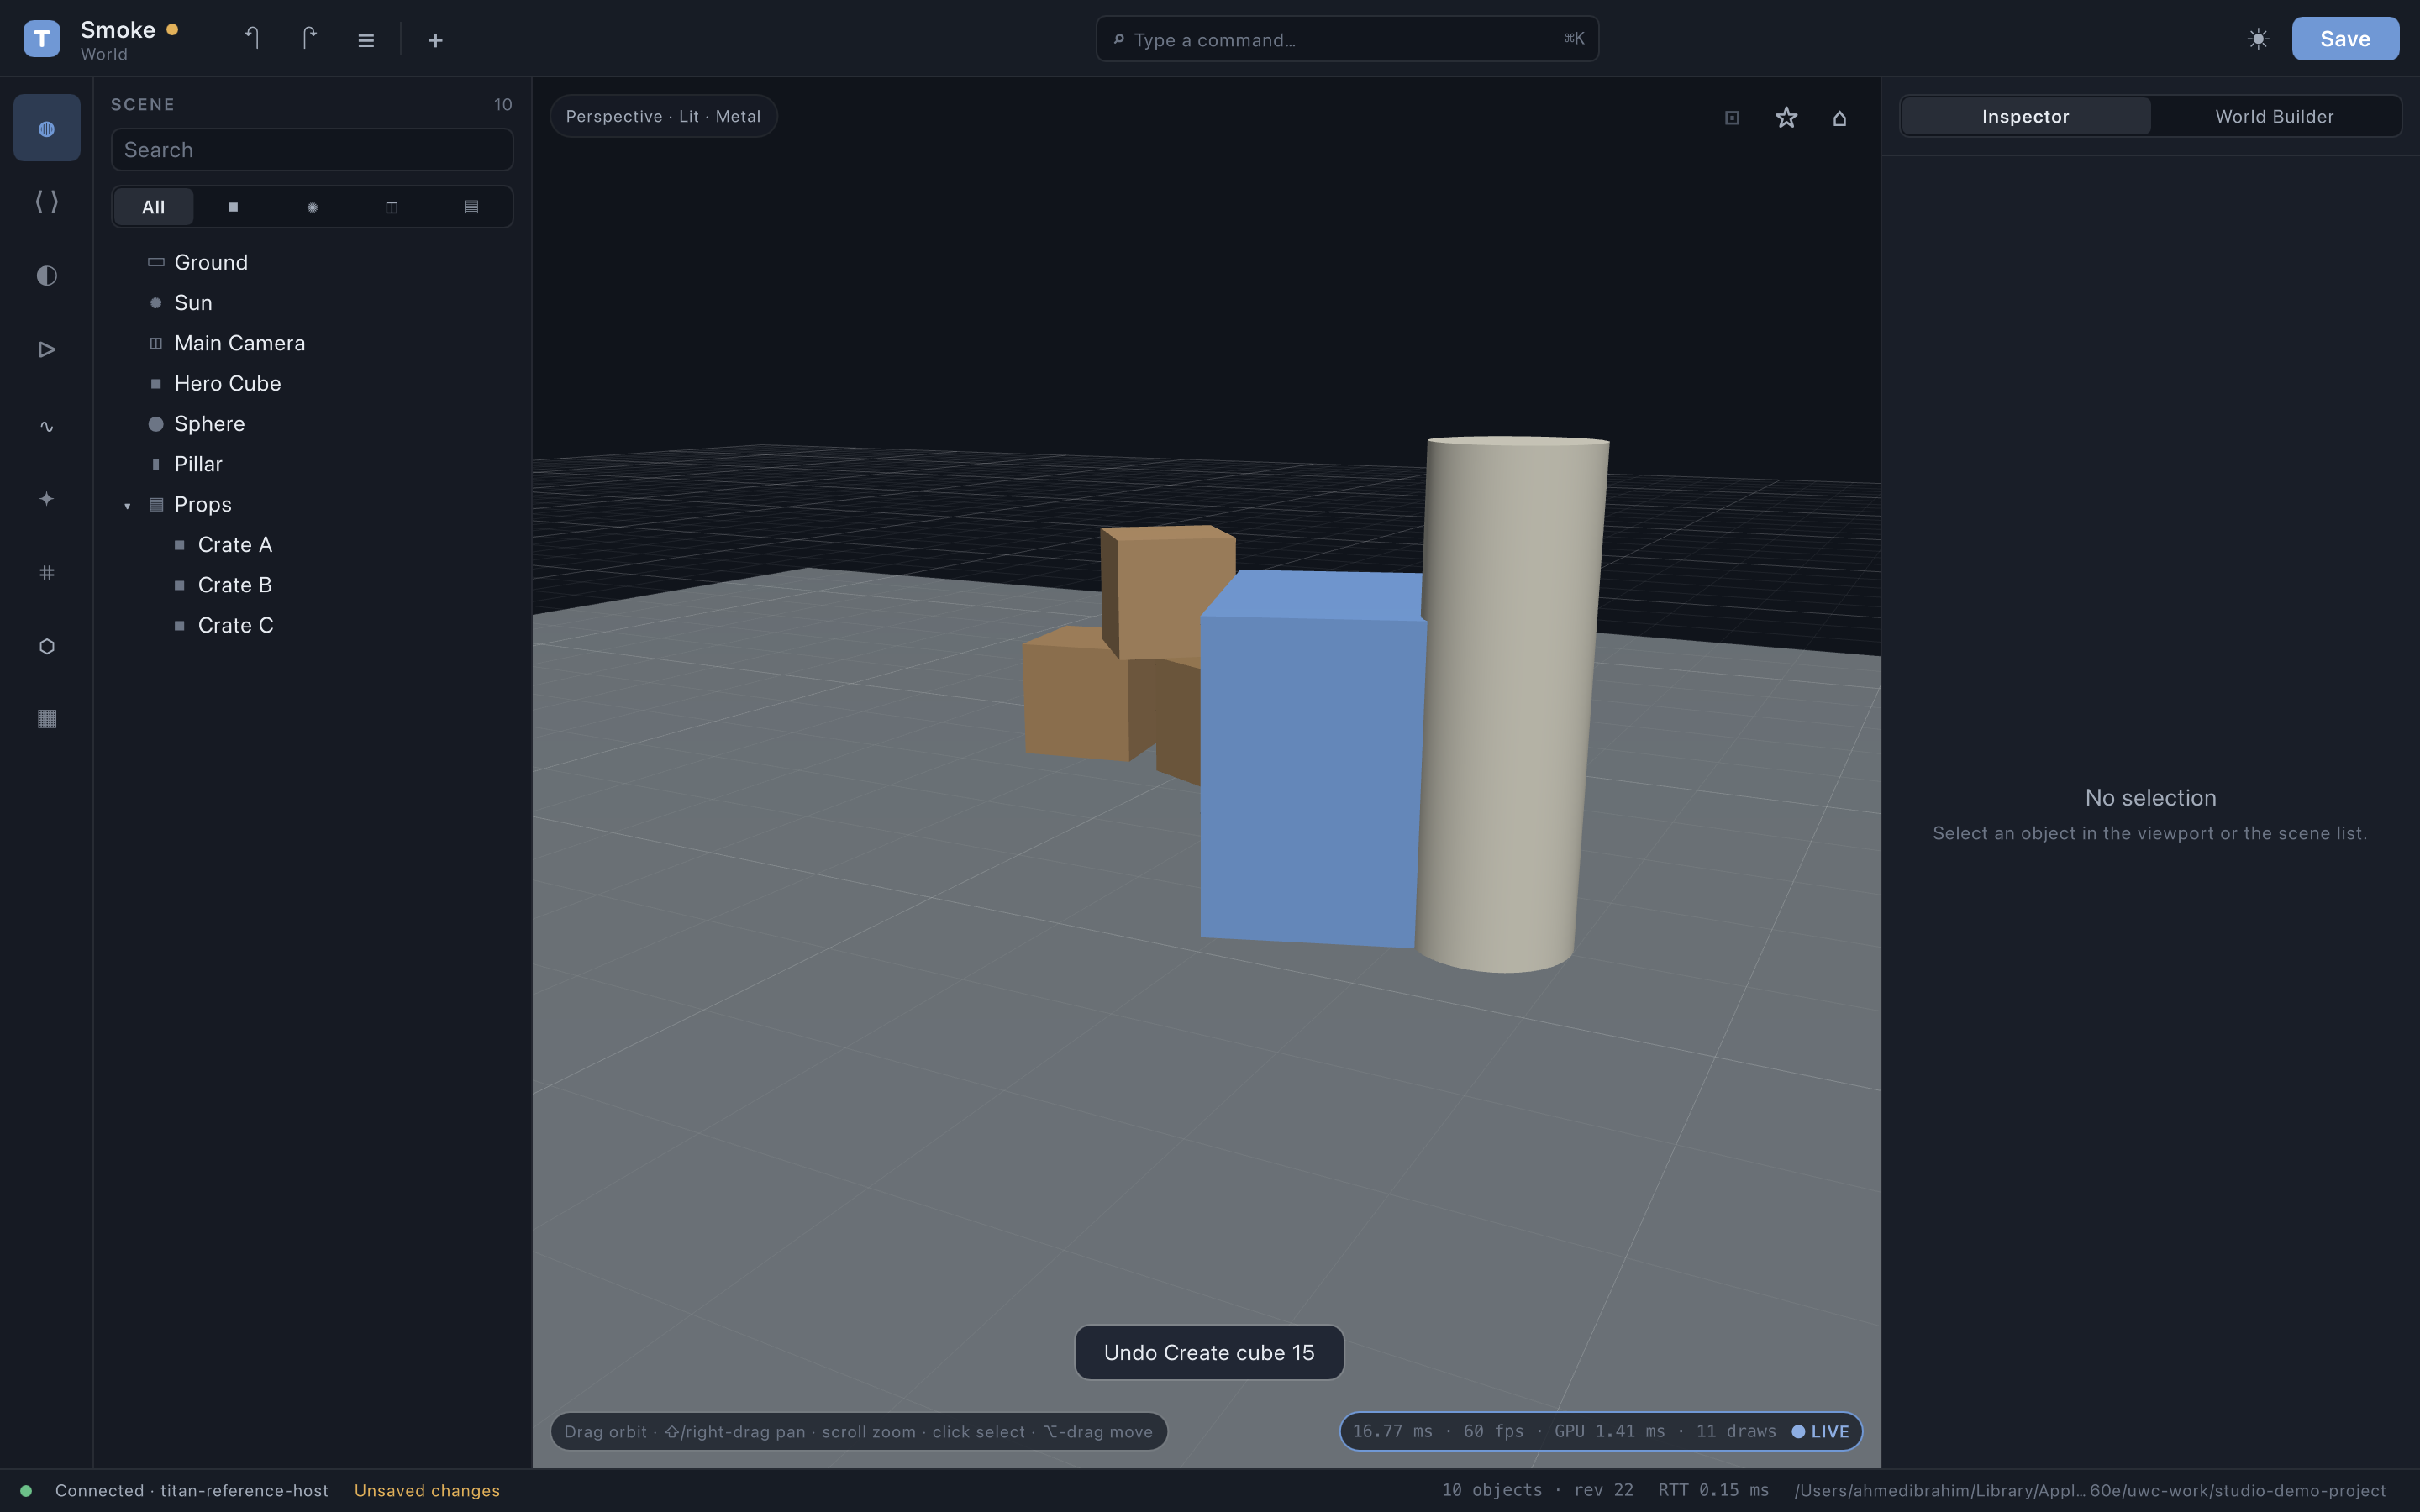 T
Smoke
World
Type a command…
⌘K
Save
SCENE
10
Search
All
Ground
Sun
Main Camera
Hero Cube
Sphere
Pillar
Props
Crate A
Crate B
Crate C
Perspective · Lit · Metal
Inspector
World Builder
No selection
Select an object in the viewport or the scene list.
Undo Create cube 15
Drag orbit · ⇧/right-drag pan · scroll zoom · click select · ⌥-drag move
16.77 ms · 60 fps · GPU 1.41 ms · 11 draws
LIVE
Connected · titan-reference-host
Unsaved changes
10 objects · rev 22
RTT 0.15 ms
/Users/ahmedibrahim/Library/Appl… 60e/uwc-work/studio-demo-project